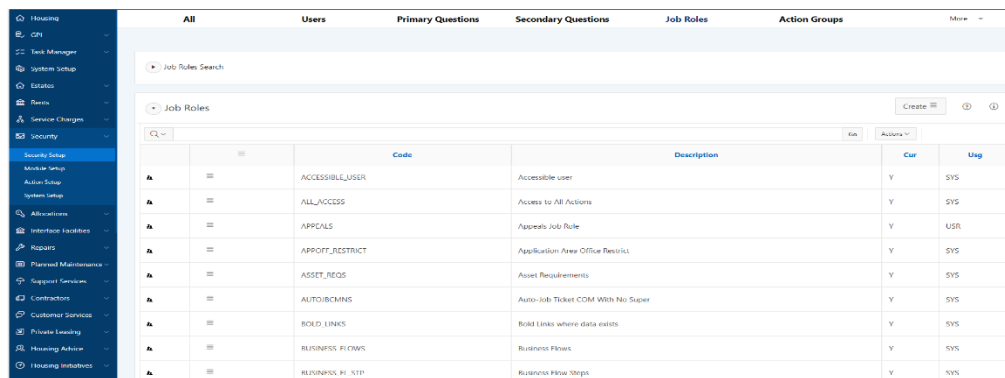 Housing
GPI
Task Manager
System Setup
Estates
Rents
Service Charges
Security
Security Setup
Module Setup
Action Setup
System Setup
Allocations
Interface Facilities
Repairs
Planned Maintenance
Support Services
Contractors
Customer Services
Private Leasing
Housing Advice
Housing Initiatives
All Users Primary Questions Secondary Questions Job Roles Action Groups More
Job Roles Search
Job Roles Create
Go Actions
Code Description Cur Usg
ACCESSIBLE_USER Accessible user Y SYS
ALL_ACCESS Access to All Actions Y SYS
APPEALS Appeals Job Role Y USR
APPOFF_RESTRICT Application Area Office Restrict Y SYS
ASSET_REQS Asset Requirements Y SYS
AUTOJBCMNS Auto-Job Ticket COM With No Super Y SYS
BOLD_LINKS Bold Links where data exists Y SYS
BUSINESS_FLOWS Business Flows Y SYS
BUSINESS_FL_STP Business Flow Steps Y SYS